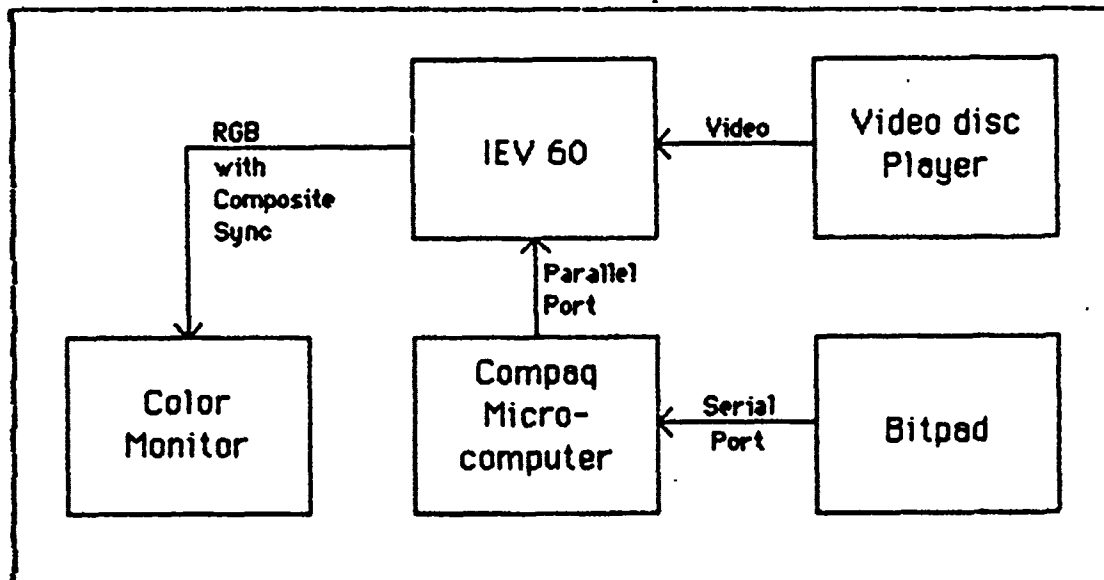 RGB
with
Composite
Sync
IEV 60
Video
Video disc
Player
Parallel
Port
Color
Monitor
Compaq
Micro-
computer
Serial
Port
Bitpad